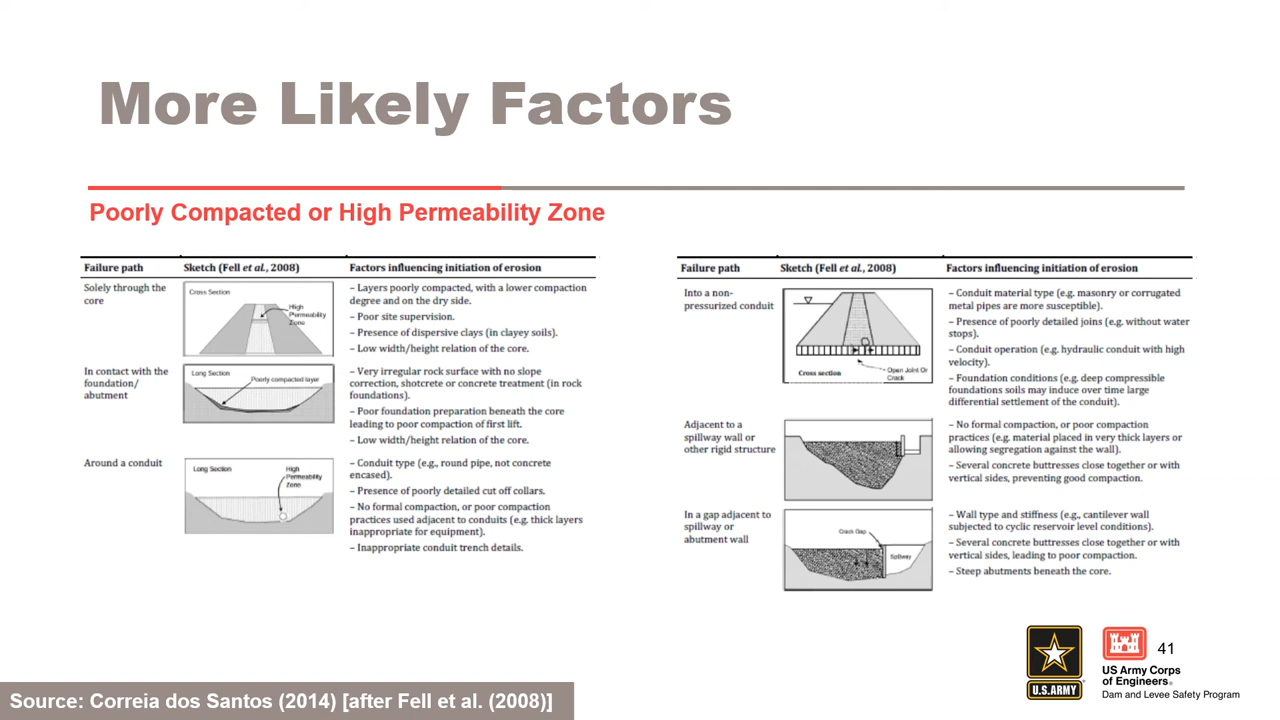 More Likely Factors
Poorly Compacted or High Permeability Zone
Failure path Sketch (Fell et al., 2008) Factors influencing initiation of erosion
Solely through the
core
Cross Section
High
Permeability
Zone
– Layers poorly compacted, with a lower compaction
degree and on the dry side.
– Poor site supervision.
– Presence of dispersive clays (in clayey soils).
– Low width/height relation of the core.
In contact with the
foundation/
abutment
Long Section
Poorly compacted layer
– Very irregular rock surface with no slope
correction, shotcrete or concrete treatment (in rock
foundations).
– Poor foundation preparation beneath the core
leading to poor compaction of first lift.
– Low width/height relation of the core.
Around a conduit
Long Section
High
Permeability
Zone
– Conduit type (e.g., round pipe, not concrete
encased).
– Presence of poorly detailed cut off collars.
– No formal compaction, or poor compaction
practices used adjacent to conduits (e.g. thick layers
inappropriate for equipment).
– Inappropriate conduit trench details.
Failure path Sketch (Fell et al., 2008) Factors influencing initiation of erosion
Into a non-
pressurized conduit
Cross section
Open Joint Or
Crack
– Conduit material type (e.g. masonry or corrugated
metal pipes are more susceptible).
– Presence of poorly detailed joins (e.g. without water
stops).
– Conduit operation (e.g. hydraulic conduit with high
velocity).
– Foundation conditions (e.g. deep compressible
foundations soils may induce over time large
differential settlement of the conduit).
Adjacent to a
spillway wall or
other rigid structure
– No formal compaction, or poor compaction
practices (e.g. material placed in very thick layers or
allowing segregation against the wall).
– Several concrete buttresses close together or with
vertical sides, preventing good compaction.
In a gap adjacent to
spillway or
abutment wall
Crack Gap
Spillway
– Wall type and stiffness (e.g., cantilever wall
subjected to cyclic reservoir level conditions).
– Several concrete buttresses close together or with
vertical sides, leading to poor compaction.
– Steep abutments beneath the core.
U.S. ARMY
US Army Corps
of Engineers®
Dam and Levee Safety Program
41
Source: Correia dos Santos (2014) [after Fell et al. (2008)]